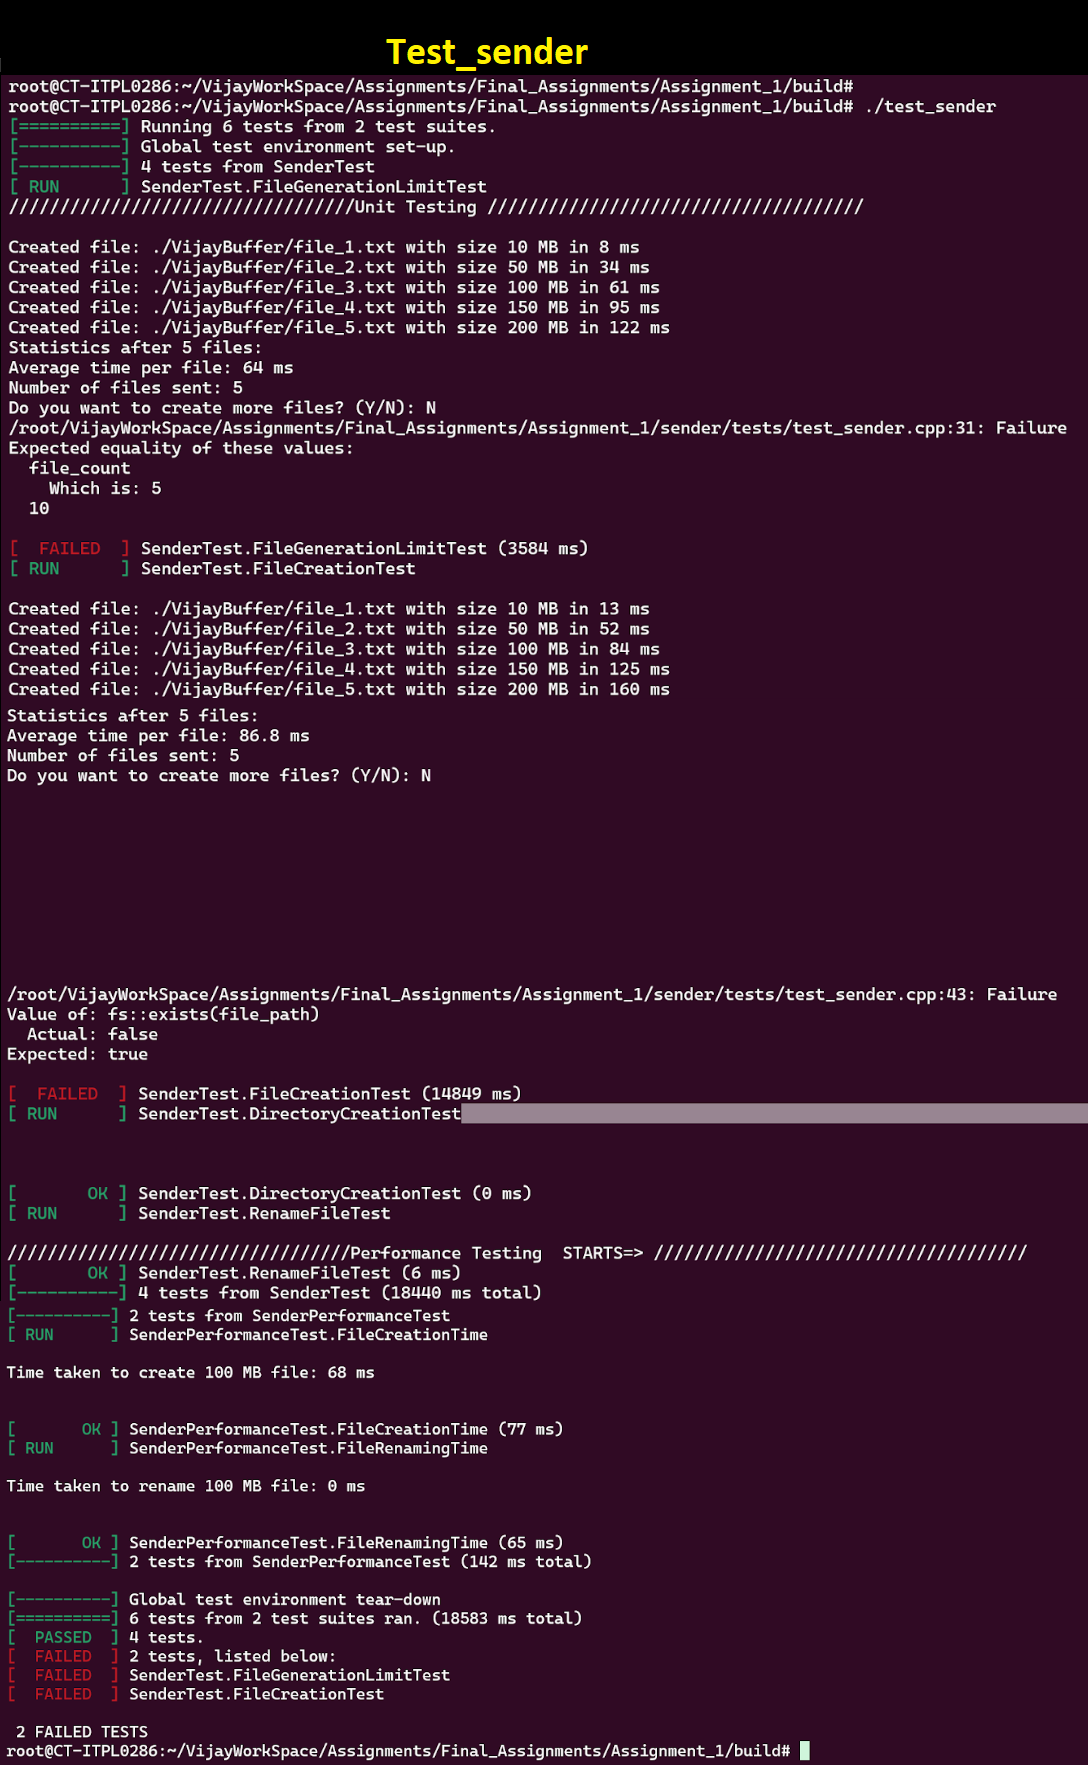 Test_sender
root@CT-ITPL0286:~/VijayWorkSpace/Assignments/Final_Assignments/Assignment_1/build#
root@CT-ITPL0286:~/VijayWorkSpace/Assignments/Final_Assignments/Assignment_1/build# ./test_sender
[==========] Running 6 tests from 2 test suites.
[----------] Global test environment set-up.
[----------] 4 tests from SenderTest
[ RUN      ] SenderTest.FileGenerationLimitTest
//////////////////////////////////Unit Testing /////////////////////////////////////

Created file: ./VijayBuffer/file_1.txt with size 10 MB in 8 ms
Created file: ./VijayBuffer/file_2.txt with size 50 MB in 34 ms
Created file: ./VijayBuffer/file_3.txt with size 100 MB in 61 ms
Created file: ./VijayBuffer/file_4.txt with size 150 MB in 95 ms
Created file: ./VijayBuffer/file_5.txt with size 200 MB in 122 ms
Statistics after 5 files:
Average time per file: 64 ms
Number of files sent: 5
Do you want to create more files? (Y/N): N
/root/VijayWorkSpace/Assignments/Final_Assignments/Assignment_1/sender/tests/test_sender.cpp:31: Failure
Expected equality of these values:
  file_count
    Which is: 5
  10

[  FAILED  ] SenderTest.FileGenerationLimitTest (3584 ms)
[ RUN      ] SenderTest.FileCreationTest

Created file: ./VijayBuffer/file_1.txt with size 10 MB in 13 ms
Created file: ./VijayBuffer/file_2.txt with size 50 MB in 52 ms
Created file: ./VijayBuffer/file_3.txt with size 100 MB in 84 ms
Created file: ./VijayBuffer/file_4.txt with size 150 MB in 125 ms
Created file: ./VijayBuffer/file_5.txt with size 200 MB in 160 ms
Statistics after 5 files:
Average time per file: 86.8 ms
Number of files sent: 5
Do you want to create more files? (Y/N): N

/root/VijayWorkSpace/Assignments/Final_Assignments/Assignment_1/sender/tests/test_sender.cpp:43: Failure
Value of: fs::exists(file_path)
  Actual: false
Expected: true

[  FAILED  ] SenderTest.FileCreationTest (14849 ms)
[ RUN      ] SenderTest.DirectoryCreationTest

[       OK ] SenderTest.DirectoryCreationTest (0 ms)
[ RUN      ] SenderTest.RenameFileTest

//////////////////////////////////Performance Testing  STARTS=> /////////////////////////////////////
[       OK ] SenderTest.RenameFileTest (6 ms)
[----------] 4 tests from SenderTest (18440 ms total)
[----------] 2 tests from SenderPerformanceTest
[ RUN      ] SenderPerformanceTest.FileCreationTime

Time taken to create 100 MB file: 68 ms

[       OK ] SenderPerformanceTest.FileCreationTime (77 ms)
[ RUN      ] SenderPerformanceTest.FileRenamingTime

Time taken to rename 100 MB file: 0 ms

[       OK ] SenderPerformanceTest.FileRenamingTime (65 ms)
[----------] 2 tests from SenderPerformanceTest (142 ms total)

[----------] Global test environment tear-down
[==========] 6 tests from 2 test suites ran. (18583 ms total)
[  PASSED  ] 4 tests.
[  FAILED  ] 2 tests, listed below:
[  FAILED  ] SenderTest.FileGenerationLimitTest
[  FAILED  ] SenderTest.FileCreationTest

 2 FAILED TESTS
root@CT-ITPL0286:~/VijayWorkSpace/Assignments/Final_Assignments/Assignment_1/build#